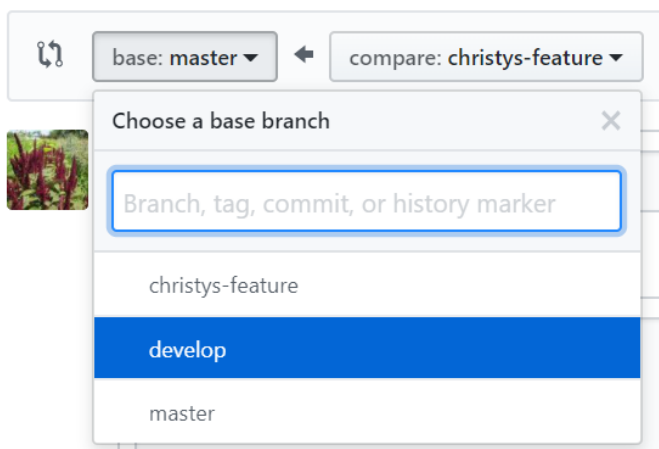 base: master compare: christys-feature
Choose a base branch
Branch, tag, commit, or history marker
christys-feature
develop
master